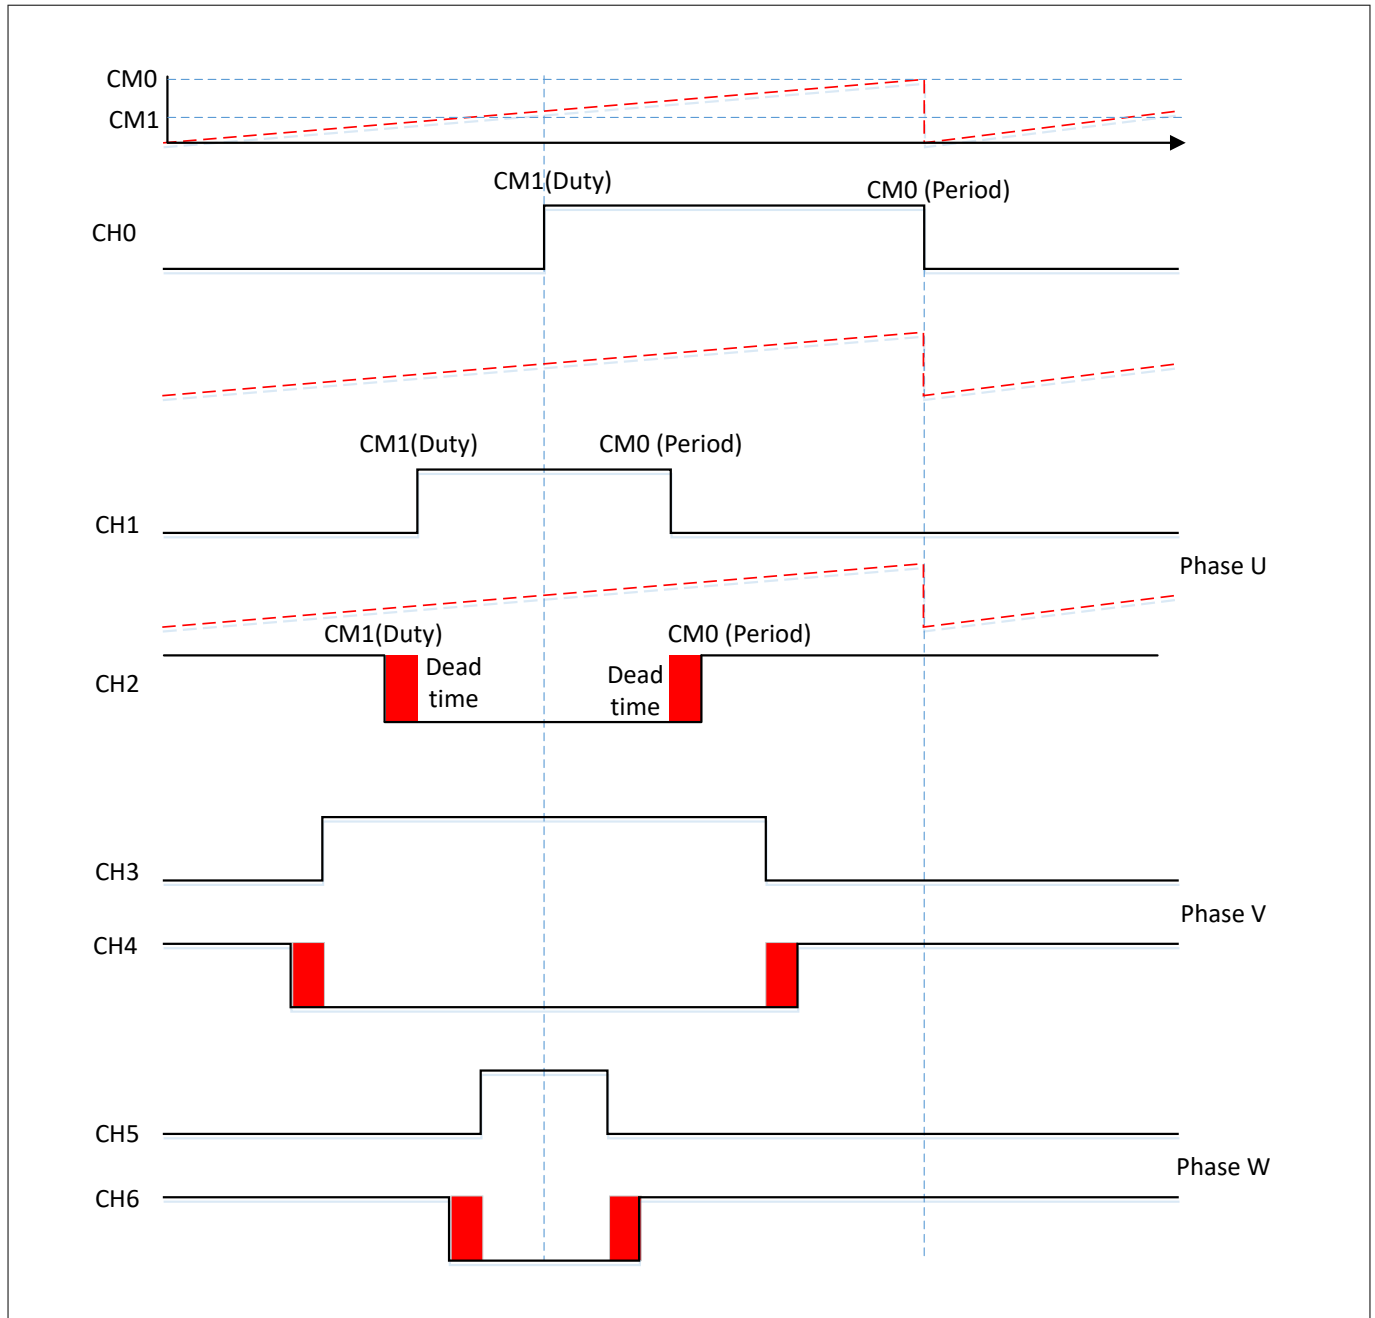 CM0
CM1
CM1(Duty)
CM0 (Period)
CH0
CM1(Duty)
CM0 (Period)
CH1
Phase U
CM1(Duty)
CM0 (Period)
CH2
Dead
time
Dead
time
CH3
Phase V
CH4
CH5
Phase W
CH6